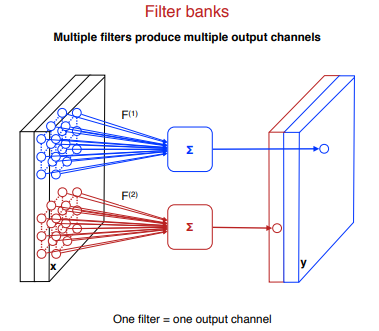 Filter banks
Multiple filters produce multiple output channels
F(1)
Σ
F(2)
Σ
x
y
One filter = one output channel